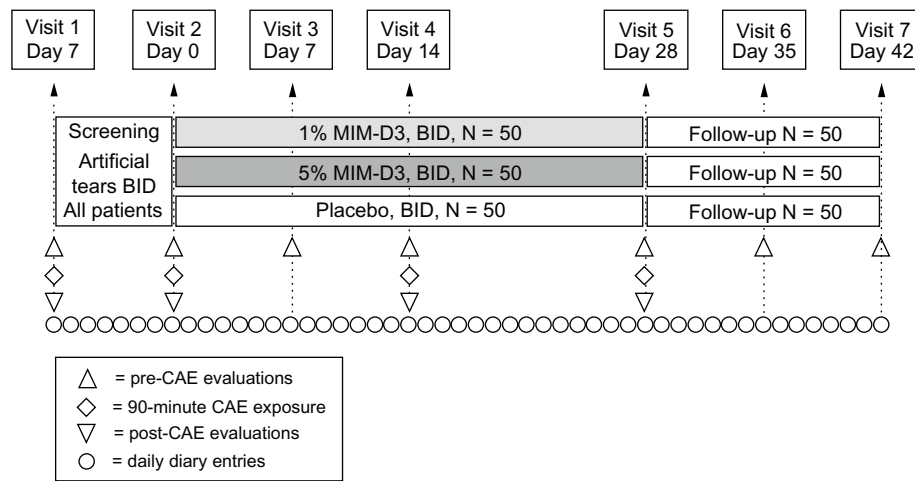 Visit 1
Day 7
Visit 2
Day 0
Visit 3
Day 7
Visit 4
Day 14
Visit 5
Day 28
Visit 6
Day 35
Visit 7
Day 42
Screening
Artificial
tears BID
All patients
1% MIM-D3, BID, N = 50
Follow-up N = 50
5% MIM-D3, BID, N = 50
Follow-up N = 50
Placebo, BID, N = 50
Follow-up N = 50
= pre-CAE evaluations
= 90-minute CAE exposure
= post-CAE evaluations
= daily diary entries